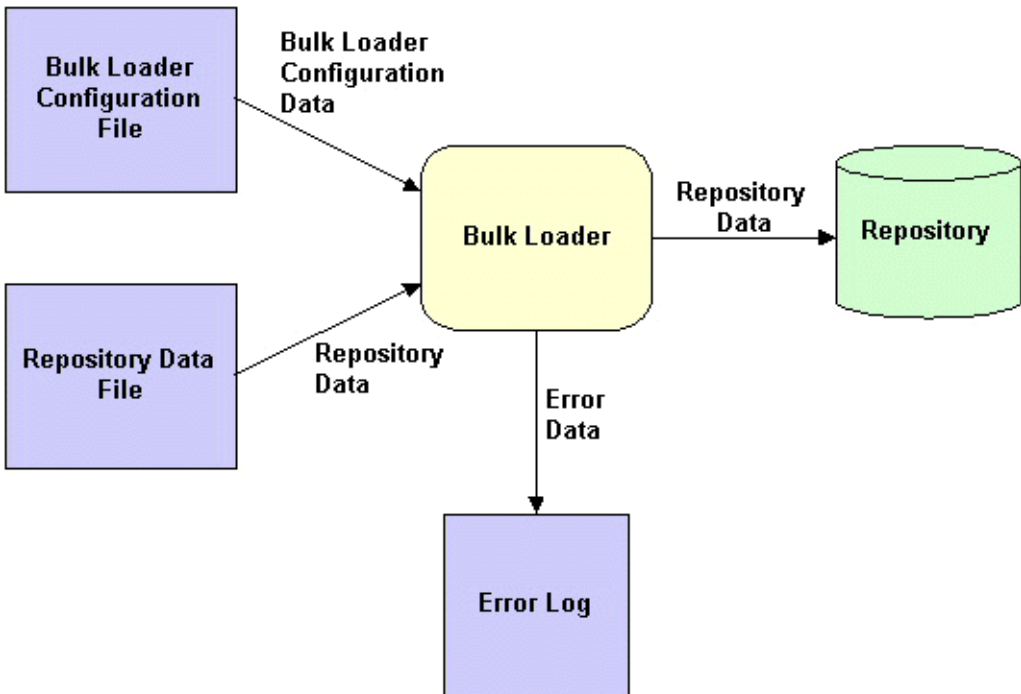 Bulk Loader
Configuration
File
Bulk Loader
Configuration
Data
Bulk Loader
Repository
Data
Repository
Repository Data
File
Repository
Data
Error
Data
Error Log